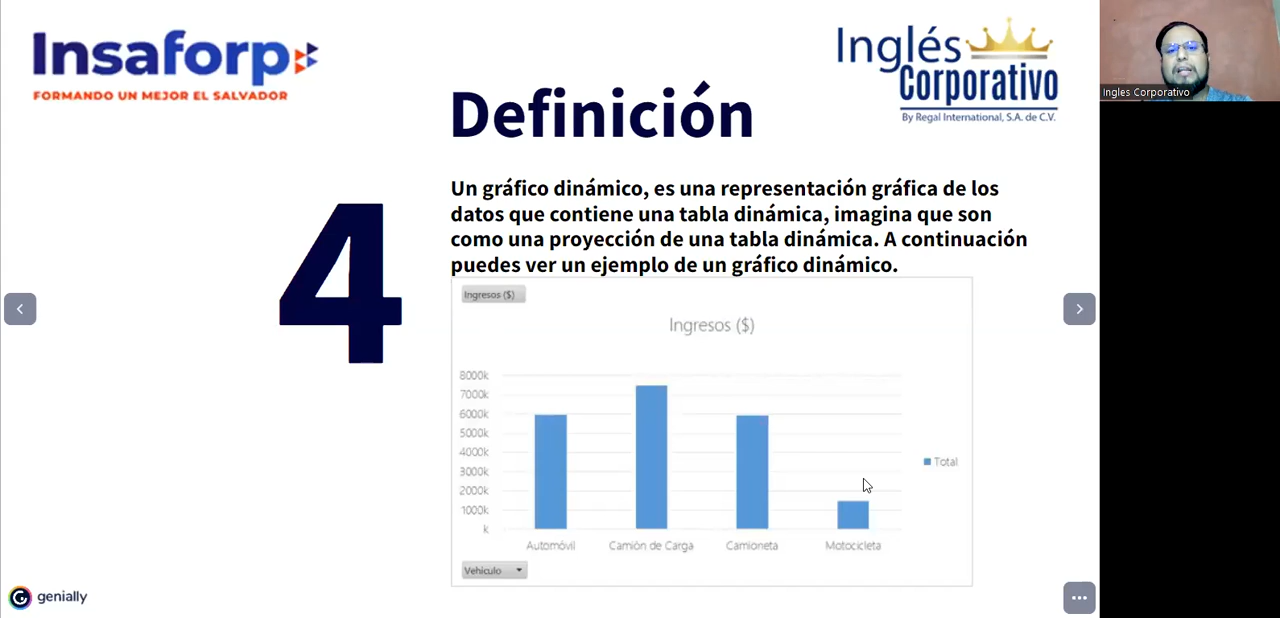 Insaforp
FORMANDO UN MEJOR EL SALVADOR
Inglés
Corporativo
By Regal International, S.A. de C.V.
Ingles Corporativo
Definición
4
Un gráfico dinámico, es una representación gráfica de los
datos que contiene una tabla dinámica, imagina que son
como una proyección de una tabla dinámica. A continuación
puedes ver un ejemplo de un gráfico dinámico.
Ingresos ($)
Ingresos ($)
8000k
7000k
6000k
5000k
4000k
3000k
2000k
1000k
k
Total
Automóvil Camión de Carga Camioneta Motocicleta
Vehiculo
genially